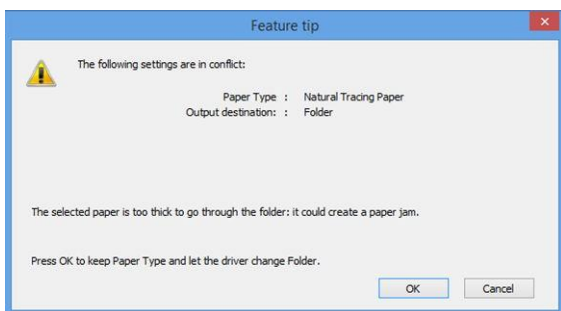 Feature tip
The following settings are in conflict:
Paper Type : Natural Tracing Paper
Output destination: : Folder
The selected paper is too thick to go through the folder: it could create a paper jam.
Press OK to keep Paper Type and let the driver change Folder.
OK Cancel